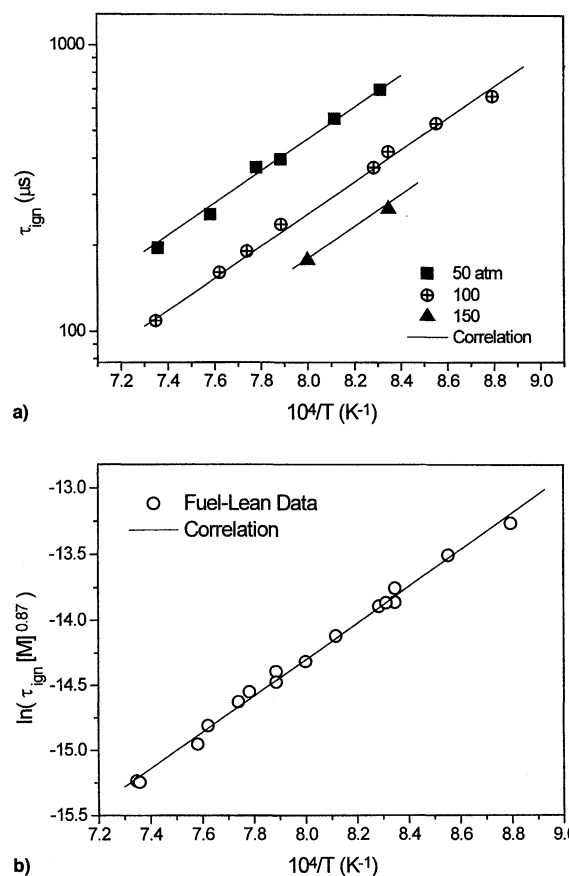 1000
100
τign (μs)
50 atm
100
150
Correlation
7.2 7.4 7.6 7.8 8.0 8.2 8.4 8.6 8.8 9.0
10⁴/T (K⁻¹)
a)
-13.0
-13.5
-14.0
-14.5
-15.0
-15.5
ln( τign [M] 0.87 )
Fuel-Lean Data
Correlation
7.2 7.4 7.6 7.8 8.0 8.2 8.4 8.6 8.8 9.0
10⁴/T (K⁻¹)
b)